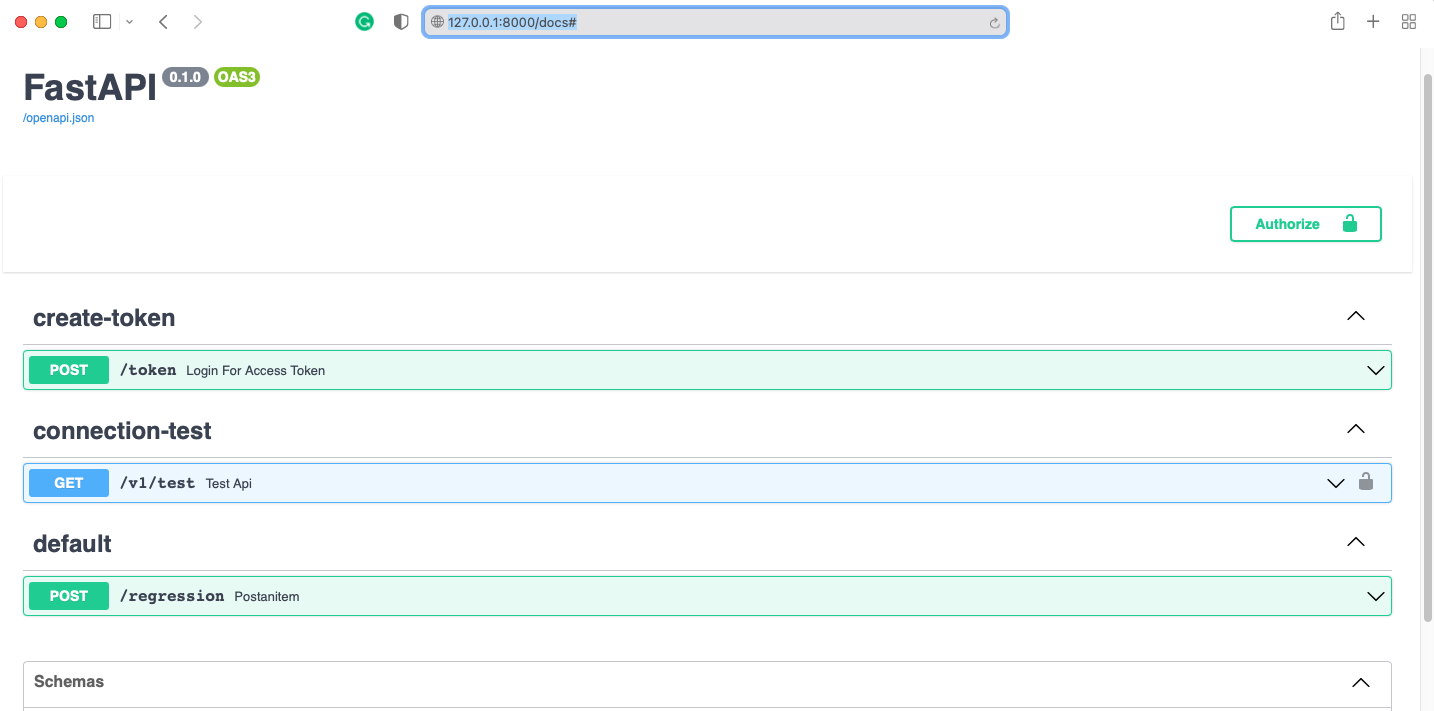 127.0.0.1:8000/docs#
FastAPI 0.1.0 OAS3
/openapi.json
Authorize
create-token
POST /token Login For Access Token
connection-test
GET /v1/test Test Api
default
POST /regression Postanitem
Schemas